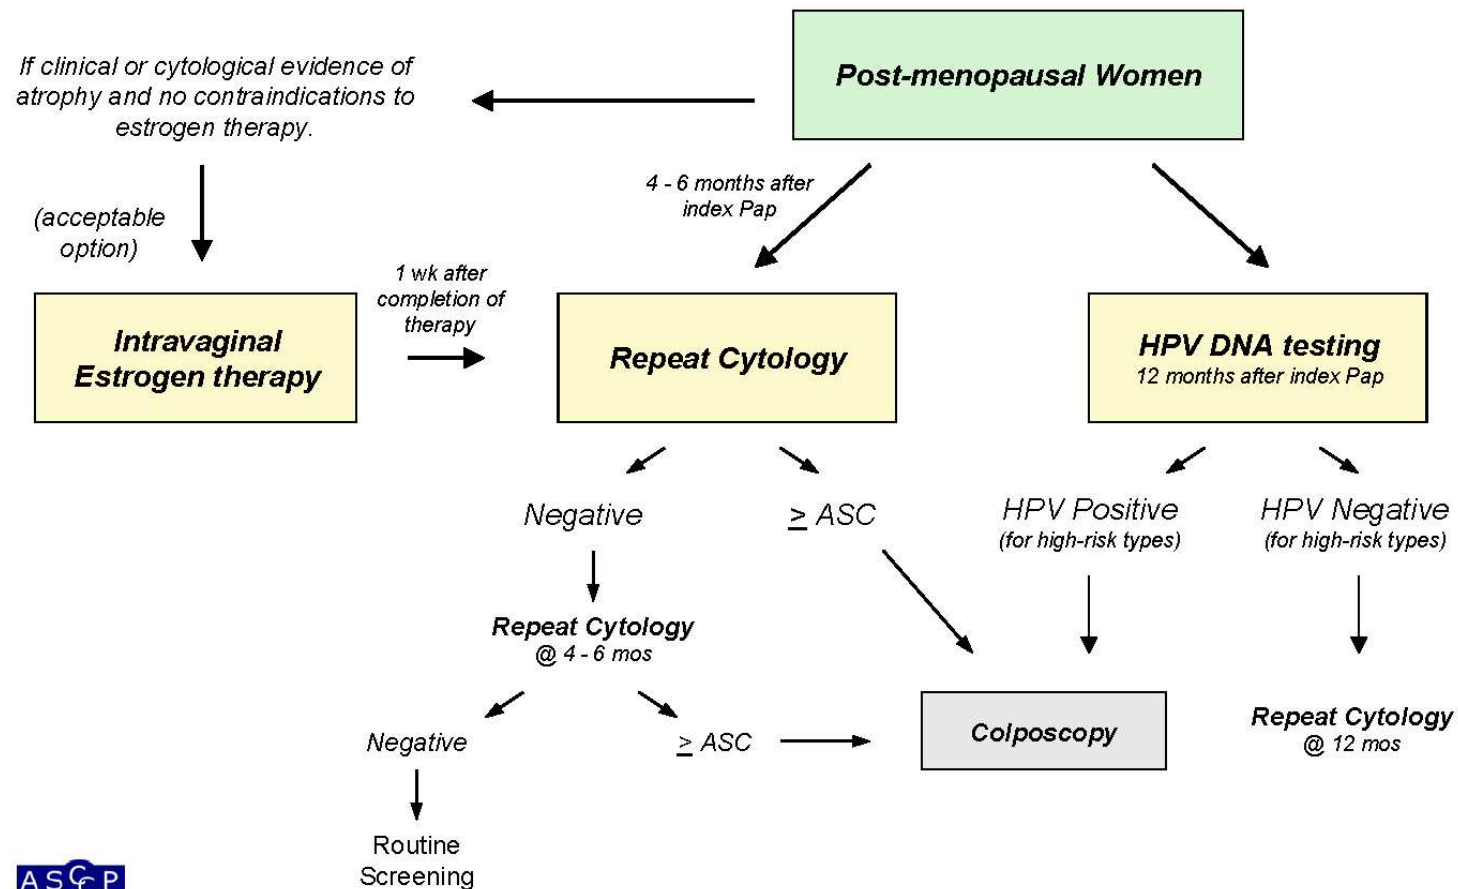 Post-menopausal Women
If clinical or cytological evidence of
atrophy and no contraindications to
estrogen therapy.
4 - 6 months after
index Pap
(acceptable
option)
1 wk after
completion of
therapy
Intravaginal
Estrogen therapy
Repeat Cytology
HPV DNA testing
12 months after index Pap
Negative
≥ ASC
HPV Positive
(for high-risk types)
HPV Negative
(for high-risk types)
Repeat Cytology
@ 4 - 6 mos
Negative
≥ ASC
Colposcopy
Repeat Cytology
@ 12 mos
Routine
Screening
ASCCP